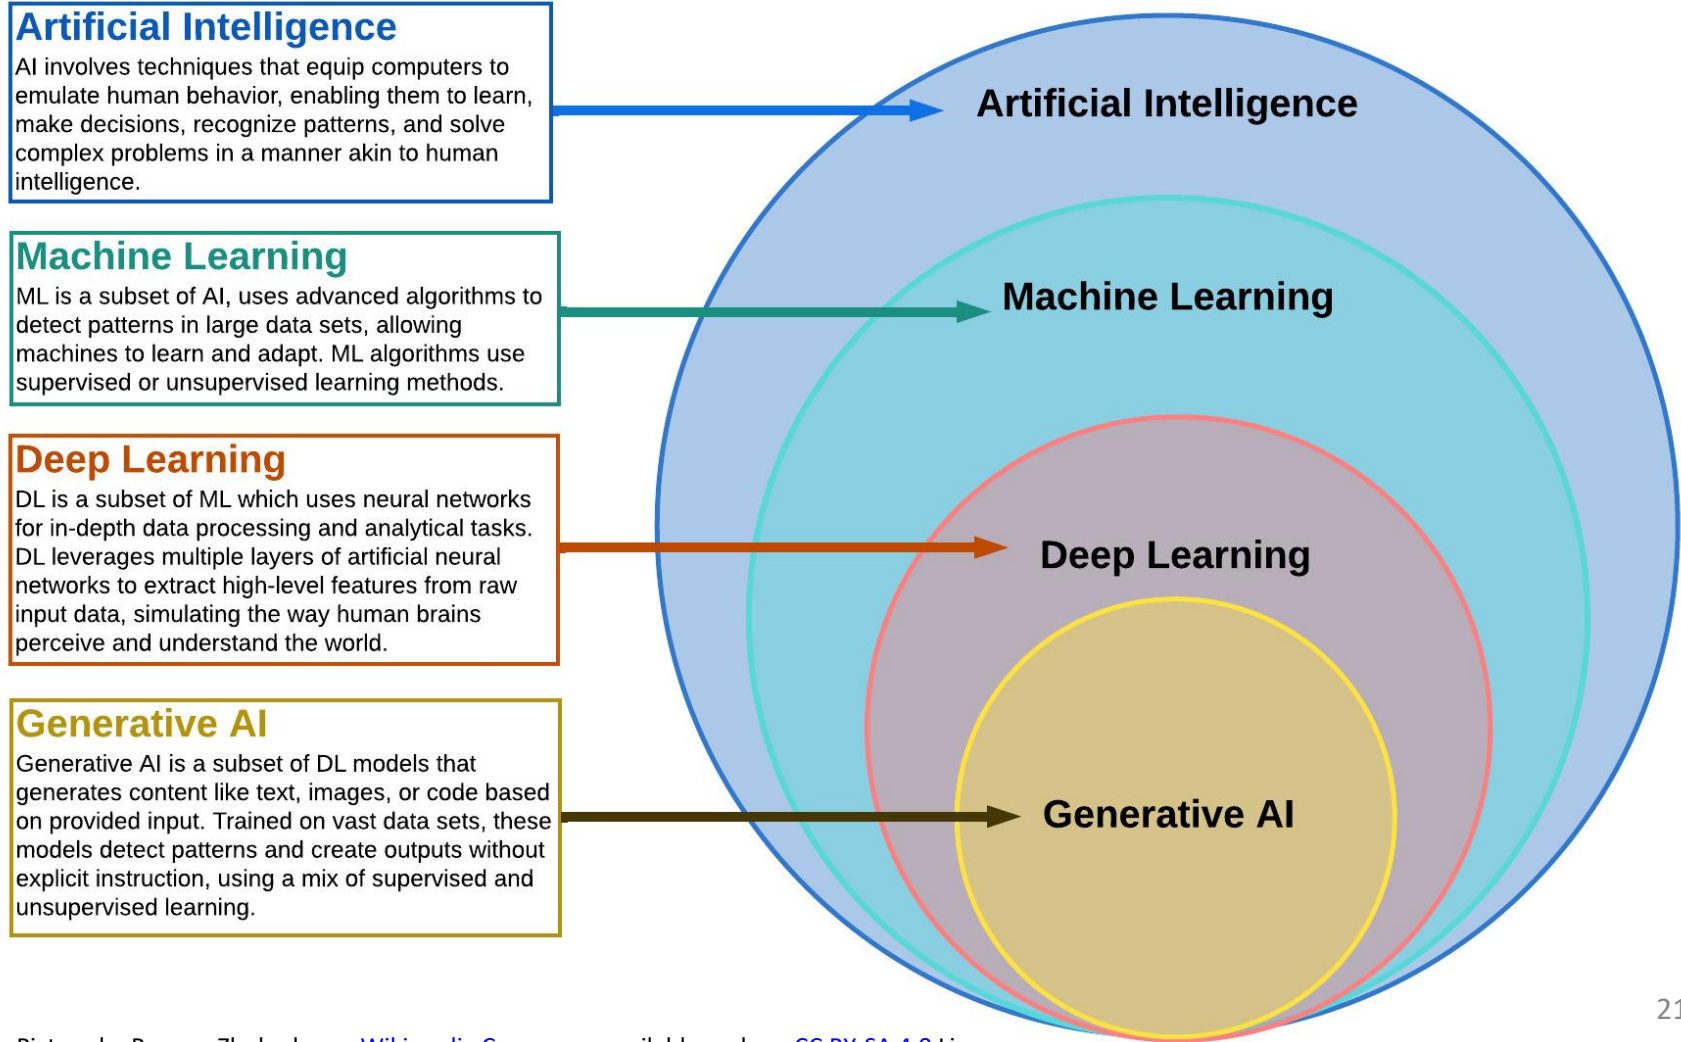 Artificial Intelligence
AI involves techniques that equip computers to
emulate human behavior, enabling them to learn,
make decisions, recognize patterns, and solve
complex problems in a manner akin to human
intelligence.
Machine Learning
ML is a subset of AI, uses advanced algorithms to
detect patterns in large data sets, allowing
machines to learn and adapt. ML algorithms use
supervised or unsupervised learning methods.
Deep Learning
DL is a subset of ML which uses neural networks
for in-depth data processing and analytical tasks.
DL leverages multiple layers of artificial neural
networks to extract high-level features from raw
input data, simulating the way human brains
perceive and understand the world.
Generative AI
Generative AI is a subset of DL models that
generates content like text, images, or code based
on provided input. Trained on vast data sets, these
models detect patterns and create outputs without
explicit instruction, using a mix of supervised and
unsupervised learning.
Artificial Intelligence
Machine Learning
Deep Learning
Generative AI
21